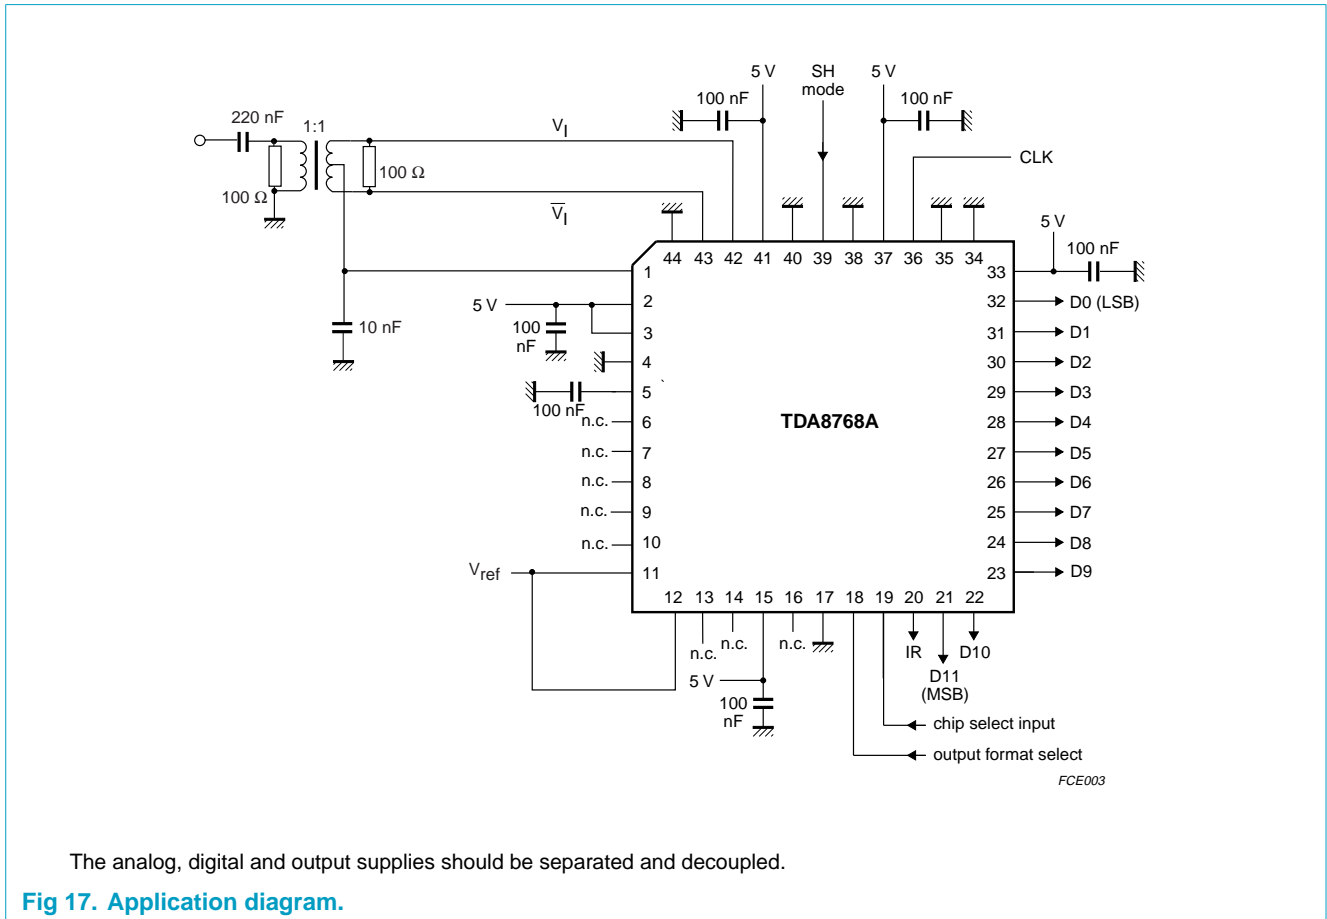 5 V
SH
mode
5 V
100 nF
100 nF
220 nF
1:1
V_I
CLK
100 Ω
100 Ω
V̅_I
5 V
100 nF
44 43 42 41 40 39 38 37 36 35 34
1
33
5 V
2
32
D0 (LSB)
10 nF
100
nF
3
31
D1
4
30
D2
5
`
29
D3
100 nF
n.c.
6
TDA8768A
28
D4
n.c.
7
27
D5
n.c.
8
26
D6
n.c.
9
25
D7
n.c.
10
24
D8
V_ref
11
23
D9
12 13 14 15 16 17 18 19 20 21 22
n.c.
n.c.
n.c.
IR
D10
5 V
D11
(MSB)
100
nF
chip select input
output format select
FCE003
The analog, digital and output supplies should be separated and decoupled.
Fig 17. Application diagram.